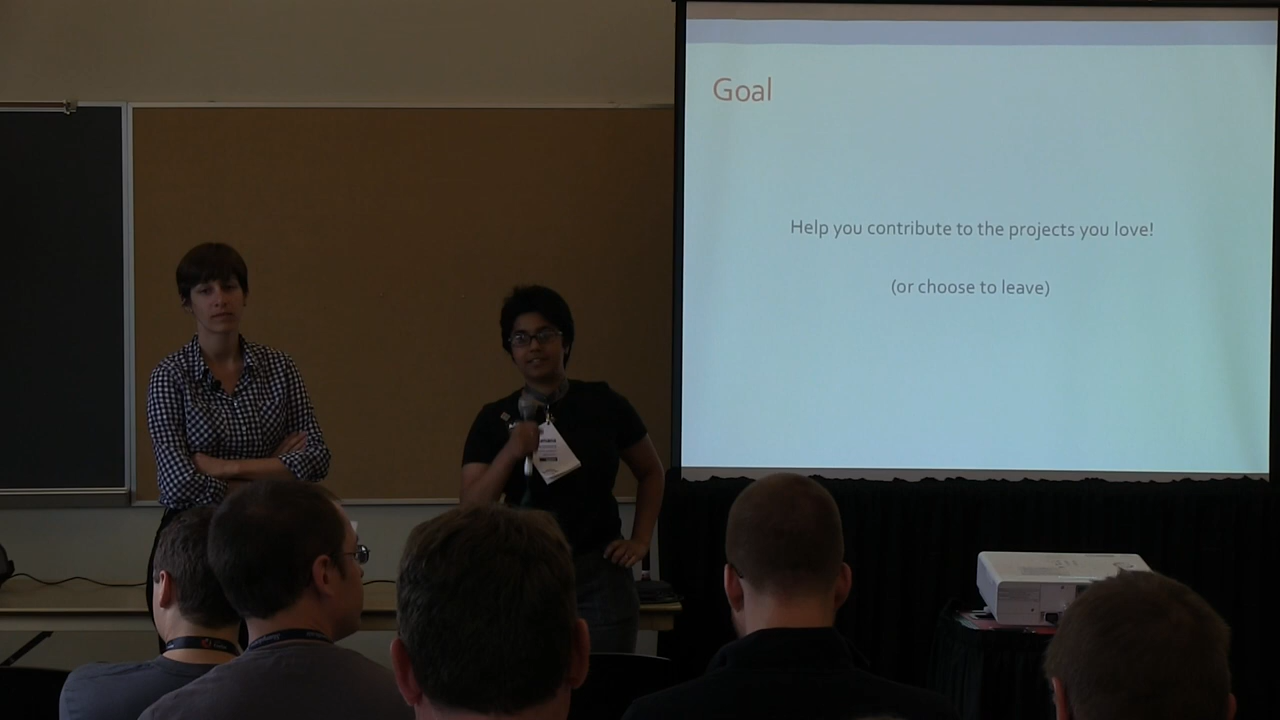 Goal
Help you contribute to the projects you love!
(or choose to leave)